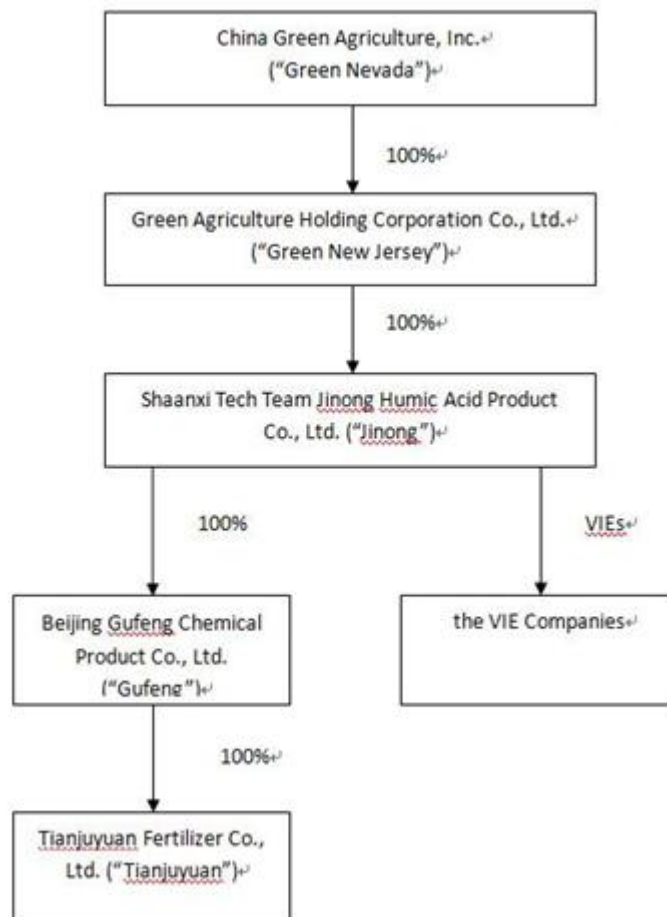 China Green Agriculture, Inc.↵
(“Green Nevada”)↵
100%↵
Green Agriculture Holding Corporation Co., Ltd.↵
(“Green New Jersey”)↵
100%↵
Shaanxi Tech Team Jinong Humic Acid Product
Co., Ltd. (“Jinong”)↵
100%
VIEs↵
Beijing Gufeng Chemical
Product Co., Ltd.
(“Gufeng”)↵
the VIE Companies↵
100%↵
Tianjuyuan Fertilizer Co.,
Ltd. (“Tianjuyuan”)↵